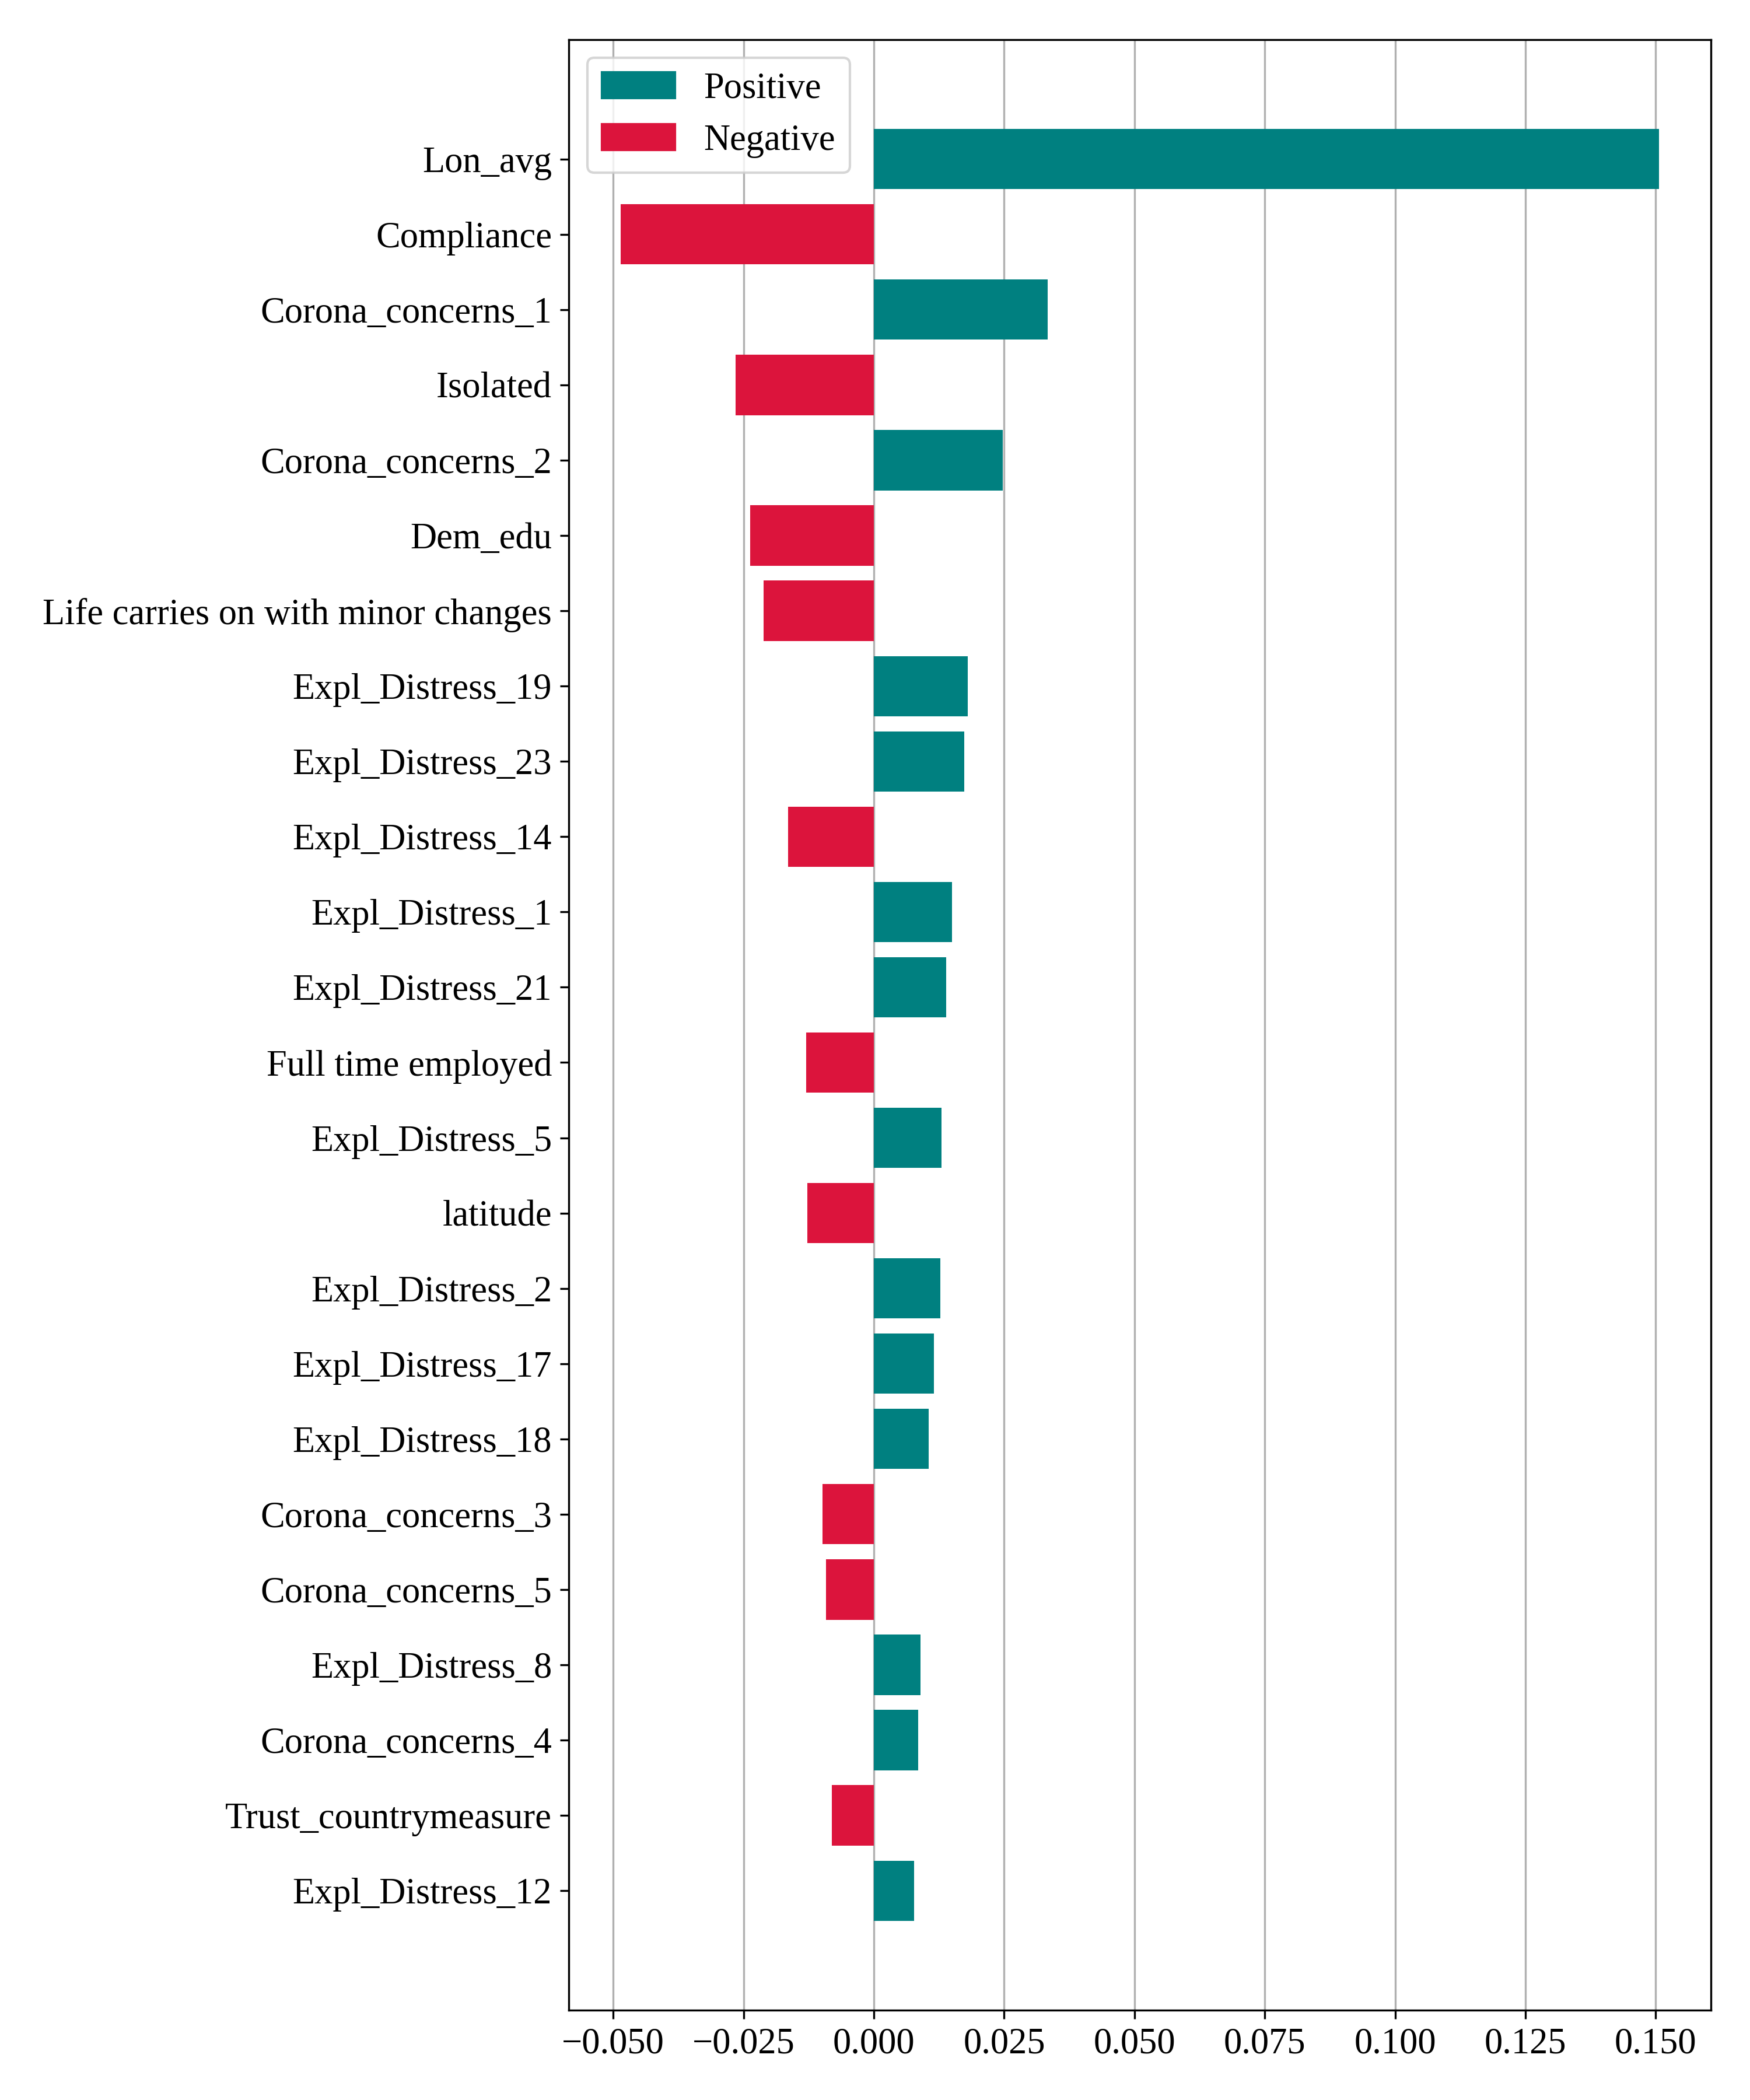 Positive
Negative
Lon_avg
Compliance
Corona_concerns_1
Isolated
Corona_concerns_2
Dem_edu
Life carries on with minor changes
Expl_Distress_19
Expl_Distress_23
Expl_Distress_14
Expl_Distress_1
Expl_Distress_21
Full time employed
Expl_Distress_5
latitude
Expl_Distress_2
Expl_Distress_17
Expl_Distress_18
Corona_concerns_3
Corona_concerns_5
Expl_Distress_8
Corona_concerns_4
Trust_countrymeasure
Expl_Distress_12
−0.050 −0.025 0.000 0.025 0.050 0.075 0.100 0.125 0.150